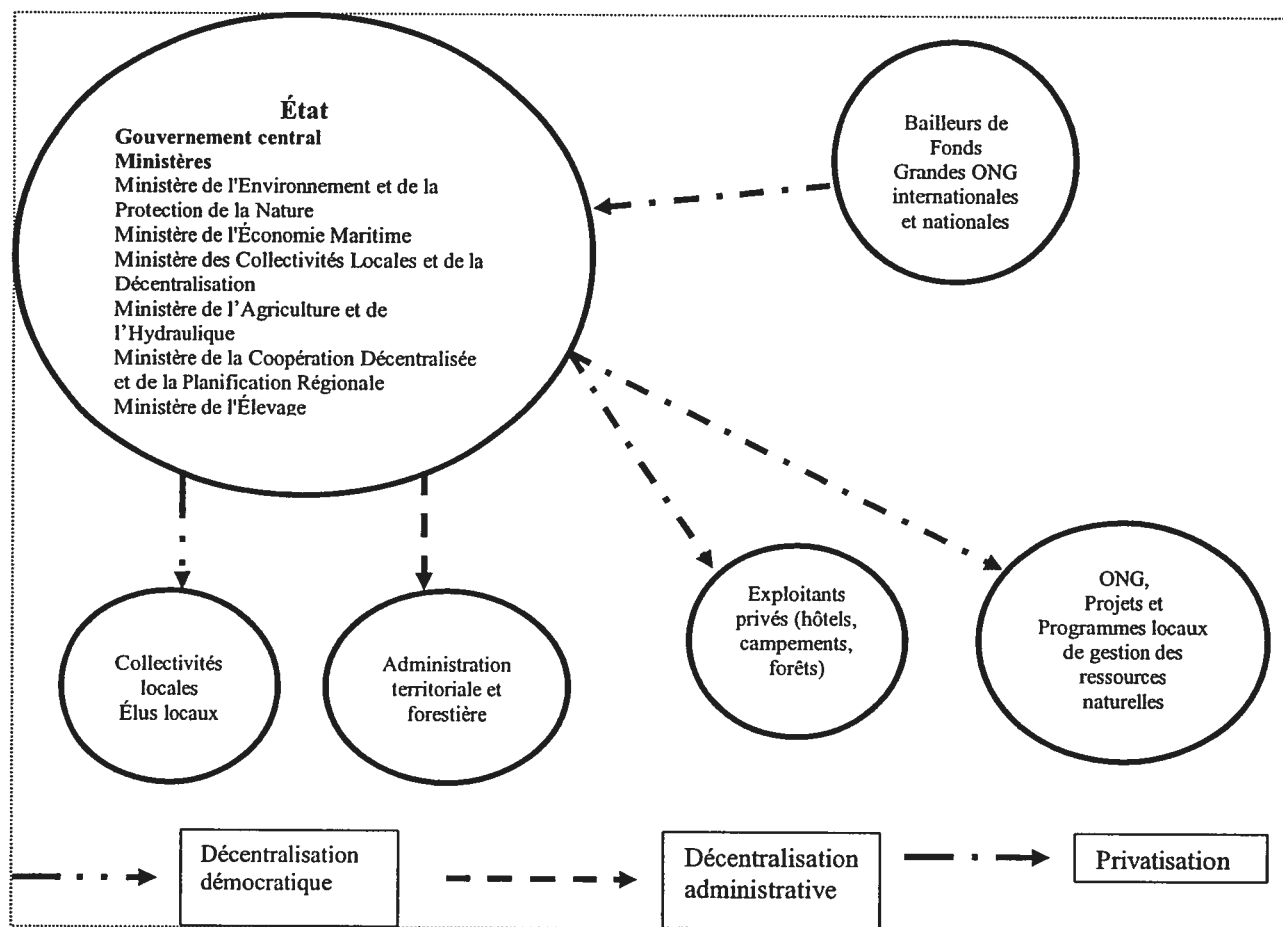 État
Gouvernement central
Ministères
Ministère de l'Environnement et de la
Protection de la Nature
Ministère de l'Économie Maritime
Ministère des Collectivités Locales et de la
Décentralisation
Ministère de l'Agriculture et de
l'Hydraulique
Ministère de la Coopération Décentralisée
et de la Planification Régionale
Ministère de l'Élevage
Bailleurs de
Fonds
Grandes ONG
internationales
et nationales
Collectivités
locales
Élus locaux
Administration
territoriale et
forestière
Exploitants
privés (hôtels,
campements,
forêts)
ONG,
Projets et
Programmes locaux
de gestion des
ressources
naturelles
Décentralisation
démocratique
Décentralisation
administrative
Privatisation